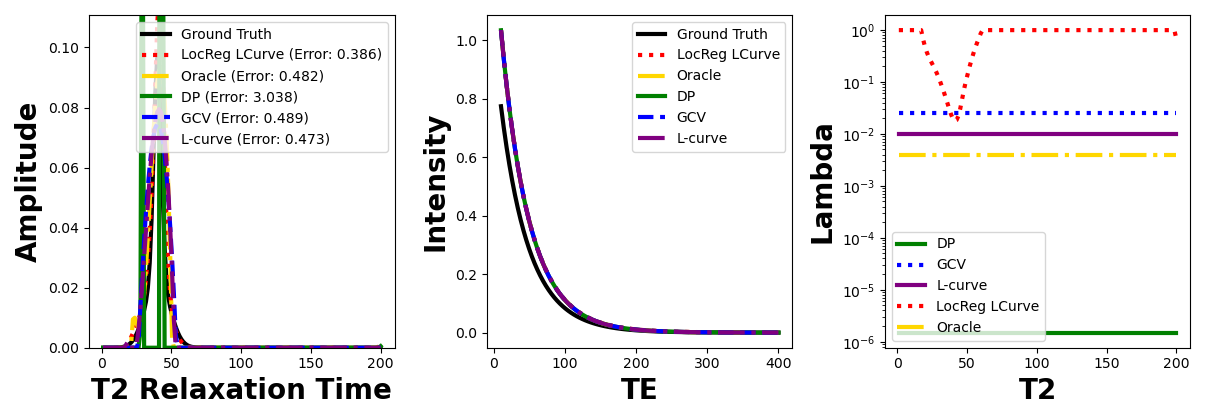 Amplitude
0.10
0.08
0.06
0.04
0.02
0.00
0
50
100
150
200
T2 Relaxation Time
Ground Truth
LocReg LCurve (Error: 0.386)
Oracle (Error: 0.482)
DP (Error: 3.038)
GCV (Error: 0.489)
L-curve (Error: 0.473)
Intensity
1.0
0.8
0.6
0.4
0.2
0.0
0
100
200
300
400
TE
Ground Truth
LocReg LCurve
Oracle
DP
GCV
L-curve
Lambda
10⁰
10⁻¹
10⁻²
10⁻³
10⁻⁴
10⁻⁵
10⁻⁶
0
50
100
150
200
T2
DP
GCV
L-curve
LocReg LCurve
Oracle